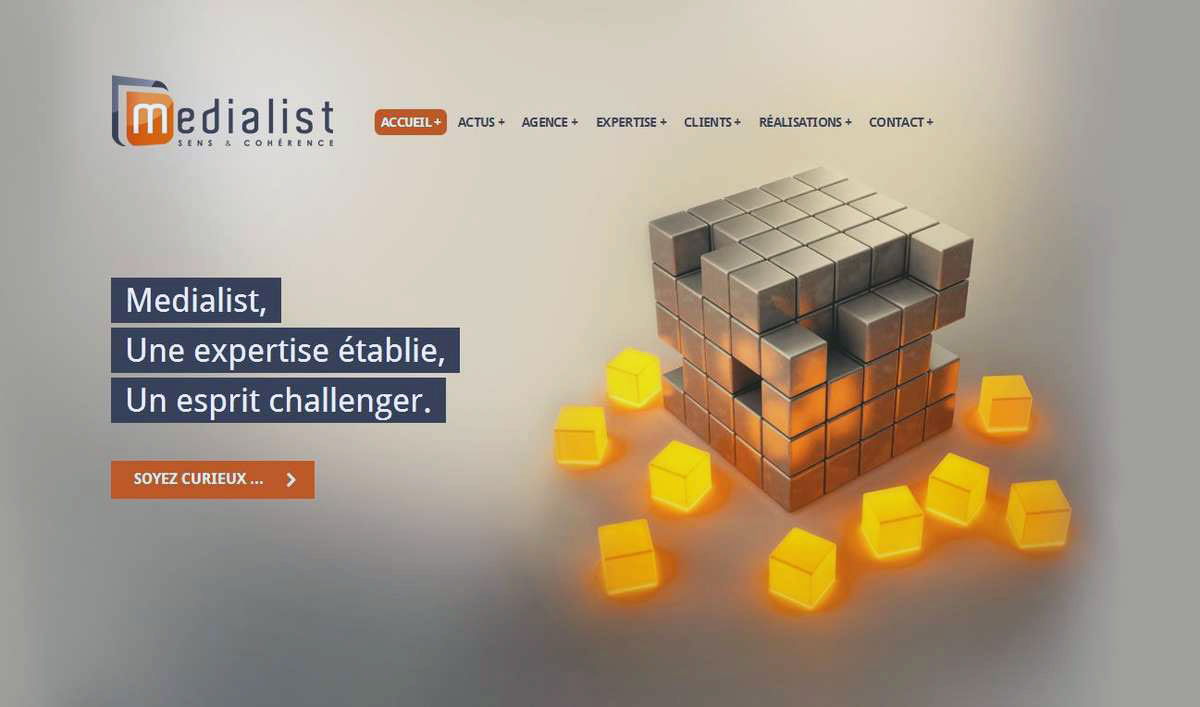 medialist
SENS & COHÉRENCE
ACCUEIL + ACTUS + AGENCE + EXPERTISE + CLIENTS + RÉALISATIONS + CONTACT +
Medialist,
Une expertise établie,
Un esprit challenger.
SOYEZ CURIEUX ...